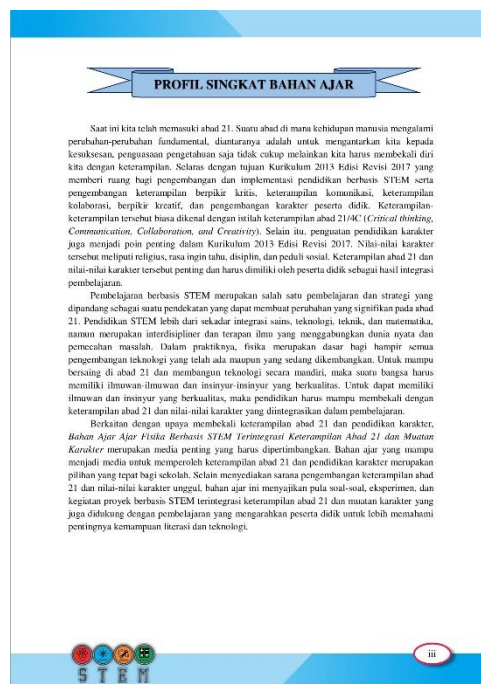 PROFIL SINGKAT BAHAN AJAR
Saat ini kita telah memasuki abad 21. Suatu abad di mana kehidupan manusia mengalami
perubahan-perubahan fundamental, diantaranya adalah untuk mengantarkan kita kepada
kesuksesan, penguasaan pengetahuan saja tidak cukup melainkan kita harus membekali diri
kita dengan keterampilan. Selaras dengan tujuan Kurikulum 2013 Edisi Revisi 2017 yang
memberi ruang bagi pengembangan dan implementasi pendidikan berbasis STEM serta
pengembangan keterampilan berpikir kritis, keterampilan komunikasi, keterampilan
kolaborasi, berpikir kreatif, dan pengembangan karakter peserta didik. Keterampilan-
keterampilan tersebut biasa dikenal dengan istilah keterampilan abad 21/4C (Critical thinking,
Communication, Collaboration, and Creativity). Selain itu, penguatan pendidikan karakter
juga menjadi poin penting dalam Kurikulum 2013 Edisi Revisi 2017. Nilai-nilai karakter
tersebut meliputi religius, rasa ingin tahu, disiplin, dan peduli sosial. Keterampilan abad 21 dan
nilai-nilai karakter tersebut penting dan harus dimiliki oleh peserta didik sebagai hasil integrasi
pembelajaran.
Pembelajaran berbasis STEM merupakan salah satu pembelajaran dan strategi yang
dipandang sebagai suatu pendekatan yang dapat membuat perubahan yang signifikan pada abad
21. Pendidikan STEM lebih dari sekadar integrasi sains, teknologi, teknik, dan matematika,
namun merupakan interdisipliner dan terapan ilmu yang menggabungkan dunia nyata dan
pemecahan masalah. Dalam praktiknya, fisika merupakan dasar bagi hampir semua
pengembangan teknologi yang telah ada maupun yang sedang dikembangkan. Untuk mampu
bersaing di abad 21 dan membangun teknologi secara mandiri, maka suatu bangsa harus
memiliki ilmuwan-ilmuwan dan insinyur-insinyur yang berkualitas. Untuk dapat memiliki
ilmuwan dan insinyur yang berkualitas, maka pendidikan harus mampu membekali dengan
keterampilan abad 21 dan nilai-nilai karakter yang diintegrasikan dalam pembelajaran.
Berkaitan dengan upaya membekali keterampilan abad 21 dan pendidikan karakter,
Bahan Ajar Ajar Fisika Berbasis STEM Terintegrasi Keterampilan Abad 21 dan Muatan
Karakter merupakan media penting yang harus dipertimbangkan. Bahan ajar yang mampu
menjadi media untuk memperoleh keterampilan abad 21 dan pendidikan karakter merupakan
pilihan yang tepat bagi sekolah. Selain menyediakan sarana pengembangan keterampilan abad
21 dan nilai-nilai karakter unggul, bahan ajar ini menyajikan pula soal-soal, eksperimen, dan
kegiatan proyek berbasis STEM terintegrasi keterampilan abad 21 dan muatan karakter yang
juga didukung dengan pembelajaran yang mengarahkan peserta didik untuk lebih memahami
pentingnya kemampuan literasi dan teknologi.
STEM
iii